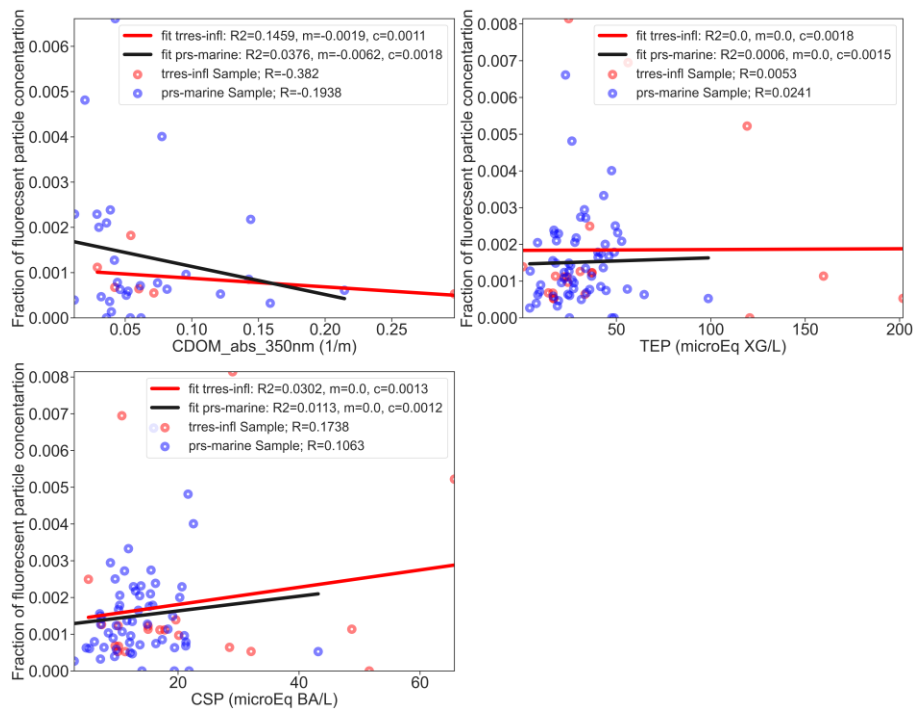 Fraction of fluorecsent particle concentartion
0.006
0.005
0.004
0.003
0.002
0.001
0.000
fit trres-infl: R2=0.1459, m=-0.0019, c=0.0011
fit prs-marine: R2=0.0376, m=-0.0062, c=0.0018
trres-infl Sample; R=-0.382
prs-marine Sample; R=-0.1938
0.05 0.10 0.15 0.20 0.25
CDOM_abs_350nm (1/m)
Fraction of fluorecsent particle concentartion
0.008
0.007
0.006
0.005
0.004
0.003
0.002
0.001
0.000
fit trres-infl: R2=0.0, m=0.0, c=0.0018
fit prs-marine: R2=0.0006, m=0.0, c=0.0015
trres-infl Sample; R=0.0053
prs-marine Sample; R=0.0241
50 100 150 200
TEP (microEq XG/L)
Fraction of fluorecsent particle concentartion
0.008
0.007
0.006
0.005
0.004
0.003
0.002
0.001
0.000
fit trres-infl: R2=0.0302, m=0.0, c=0.0013
fit prs-marine: R2=0.0113, m=0.0, c=0.0012
trres-infl Sample; R=0.1738
prs-marine Sample; R=0.1063
20 40 60
CSP (microEq BA/L)